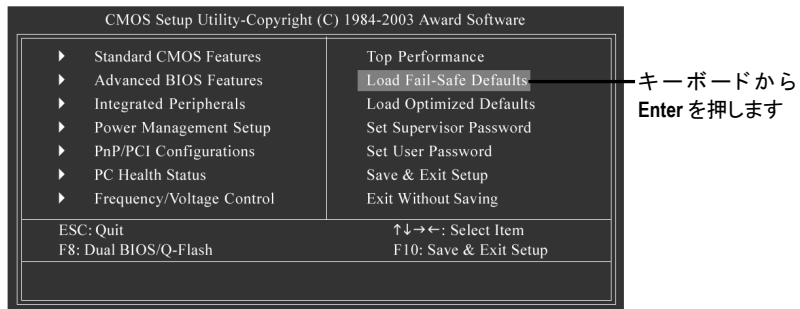 CMOS Setup Utility-Copyright (C) 1984-2003 Award Software
▶ Standard CMOS Features
▶ Advanced BIOS Features
▶ Integrated Peripherals
▶ Power Management Setup
▶ PnP/PCI Configurations
▶ PC Health Status
▶ Frequency/Voltage Control
Top Performance
Load Fail-Safe Defaults
Load Optimized Defaults
Set Supervisor Password
Set User Password
Save & Exit Setup
Exit Without Saving
ESC: Quit
F8: Dual BIOS/Q-Flash
↑↓→←: Select Item
F10: Save & Exit Setup
キーボードから
Enter を押します